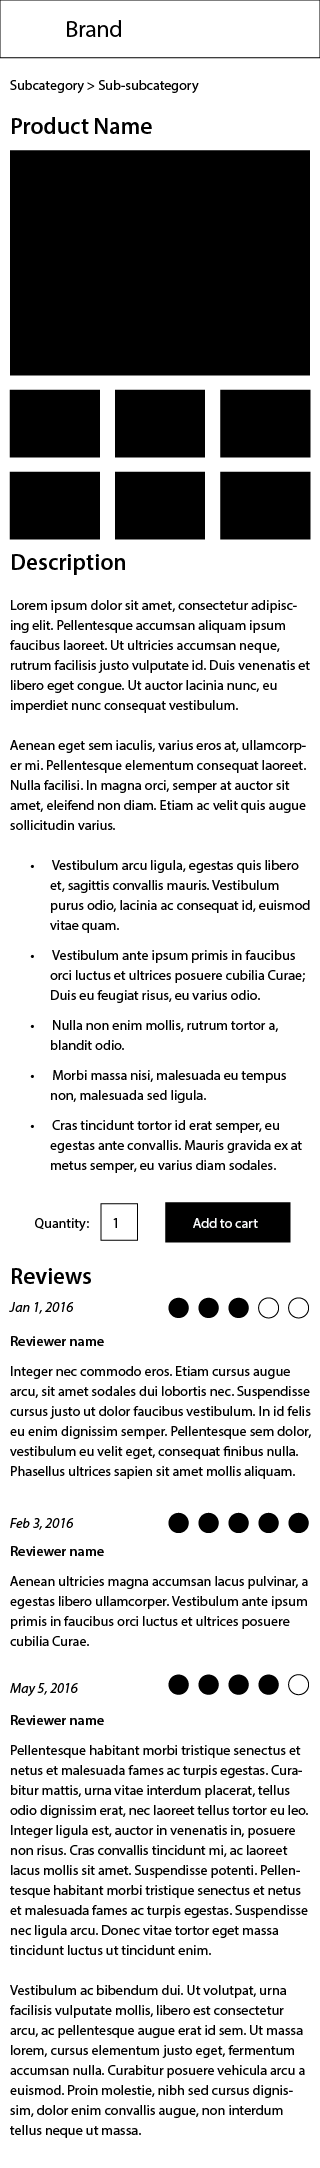 Brand
Subcategory > Sub-subcategory
Product Name
Description
Lorem ipsum dolor sit amet, consectetur adipisc-
ing elit. Pellentesque accumsan aliquam ipsum
faucibus laoreet. Ut ultricies accumsan neque,
rutrum facilisis justo vulputate id. Duis venenatis et
libero eget congue. Ut auctor lacinia nunc, eu
imperdiet nunc consequat vestibulum.
Aenean eget sem iaculis, varius eros at, ullamcorp-
er mi. Pellentesque elementum consequat laoreet.
Nulla facilisi. In magna orci, semper at auctor sit
amet, eleifend non diam. Etiam ac velit quis augue
sollicitudin varius.
• Vestibulum arcu ligula, egestas quis libero
et, sagittis convallis mauris. Vestibulum
purus odio, lacinia ac consequat id, euismod
vitae quam.
• Vestibulum ante ipsum primis in faucibus
orci luctus et ultrices posuere cubilia Curae;
Duis eu feugiat risus, eu varius odio.
• Nulla non enim mollis, rutrum tortor a,
blandit odio.
• Morbi massa nisi, malesuada eu tempus
non, malesuada sed ligula.
• Cras tincidunt tortor id erat semper, eu
egestas ante convallis. Mauris gravida ex at
metus semper, eu varius diam sodales.
Quantity: 1 Add to cart
Reviews
Jan 1, 2016
Reviewer name
Integer nec commodo eros. Etiam cursus augue
arcu, sit amet sodales dui lobortis nec. Suspendisse
cursus justo ut dolor faucibus vestibulum. In id felis
eu enim dignissim semper. Pellentesque sem dolor,
vestibulum eu velit eget, consequat finibus nulla.
Phasellus ultrices sapien sit amet mollis aliquam.
Feb 3, 2016
Reviewer name
Aenean ultricies magna accumsan lacus pulvinar, a
egestas libero ullamcorper. Vestibulum ante ipsum
primis in faucibus orci luctus et ultrices posuere
cubilia Curae.
May 5, 2016
Reviewer name
Pellentesque habitant morbi tristique senectus et
netus et malesuada fames ac turpis egestas. Cura-
bitur mattis, urna vitae interdum placerat, tellus
odio dignissim erat, nec laoreet tellus tortor eu leo.
Integer ligula est, auctor in venenatis in, posuere
non risus. Cras convallis tincidunt mi, ac laoreet
lacus mollis sit amet. Suspendisse potenti. Pellen-
tesque habitant morbi tristique senectus et netus
et malesuada fames ac turpis egestas. Suspendisse
nec ligula arcu. Donec vitae tortor eget massa
tincidunt luctus ut tincidunt enim.
Vestibulum ac bibendum dui. Ut volutpat, urna
facilisis vulputate mollis, libero est consectetur
arcu, ac pellentesque augue erat id sem. Ut massa
lorem, cursus elementum justo eget, fermentum
accumsan nulla. Curabitur posuere vehicula arcu a
euismod. Proin molestie, nibh sed cursus dignis-
sim, dolor enim convallis augue, non interdum
tellus neque ut massa.